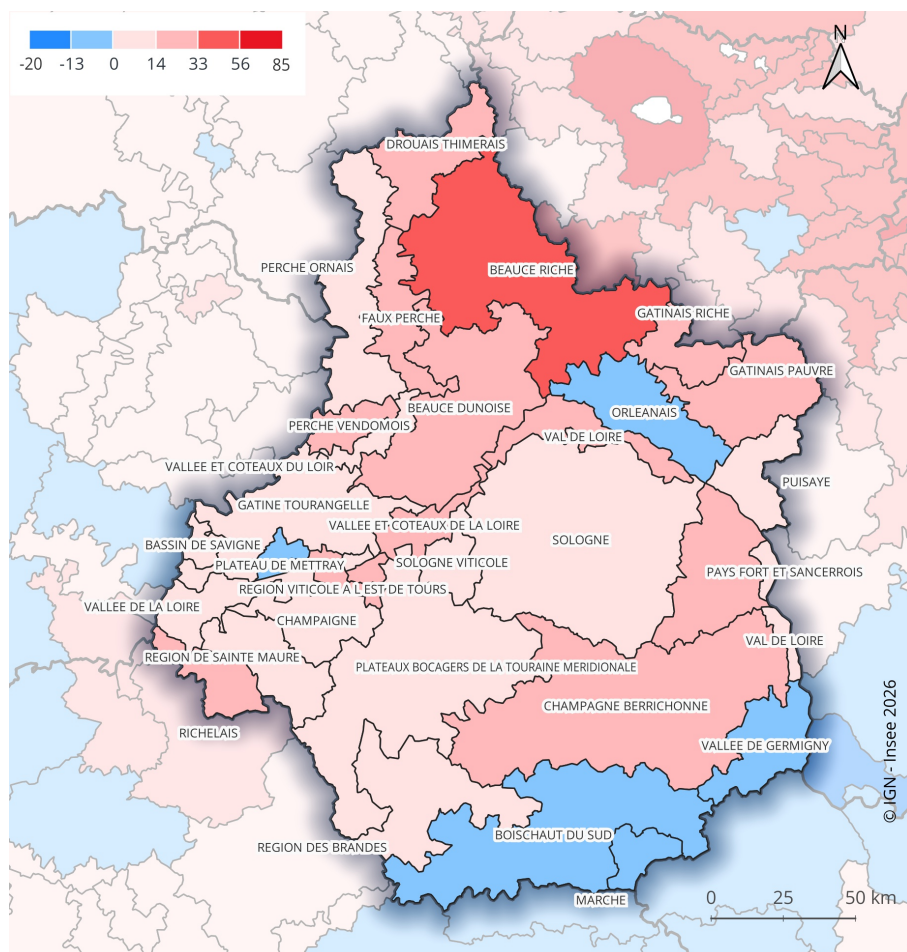 -20 -13 0 14 33 56 85
N
DROUAIS THIMERAIS
PERCHE ORNAIS
BEAUCE RICHE
GATINAIS RICHE
FAUX PERCHE
GATINAIS PAUVRE
BEAUCE DUNOISE
ORLEANAIS
PERCHE VENDOMOIS
VAL DE LOIRE
VALLEE ET COTEAUX DU LOIR
PUISAYE
GATINE TOURANGELLE
VALLEE ET COTEAUX DE LA LOIRE
SOLOGNE
BASSIN DE SAVIGNE
PLATEAU DE METTRAY
SOLOGNE VITICOLE
PAYS FORT ET SANCERROIS
REGION VITICOLE A L'EST DE TOURS
VALLEE DE LA LOIRE
CHAMPAIGNE
VAL DE LOIRE
REGION DE SAINTE MAURE
PLATEAUX BOCAGERS DE LA TOURAINE MERIDIONALE
CHAMPAGNE BERRICHONNE
RICHELAIS
VALLEE DE GERMIGNY
© IGN - Insee 2026
BOISCHAUT DU SUD
REGION DES BRANDES
MARCHE
0 25 50 km